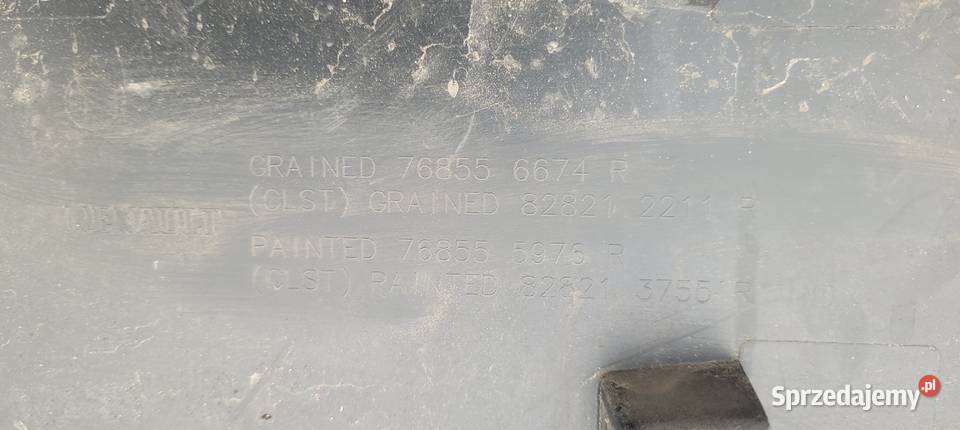 GRAINED 76855 6674 R
(CLST) GRAINED 82821 2211 R
PAINTED 76855 5976 R
(CLST) PAINTED 82821 3755 R
Sprzedajemy.pl